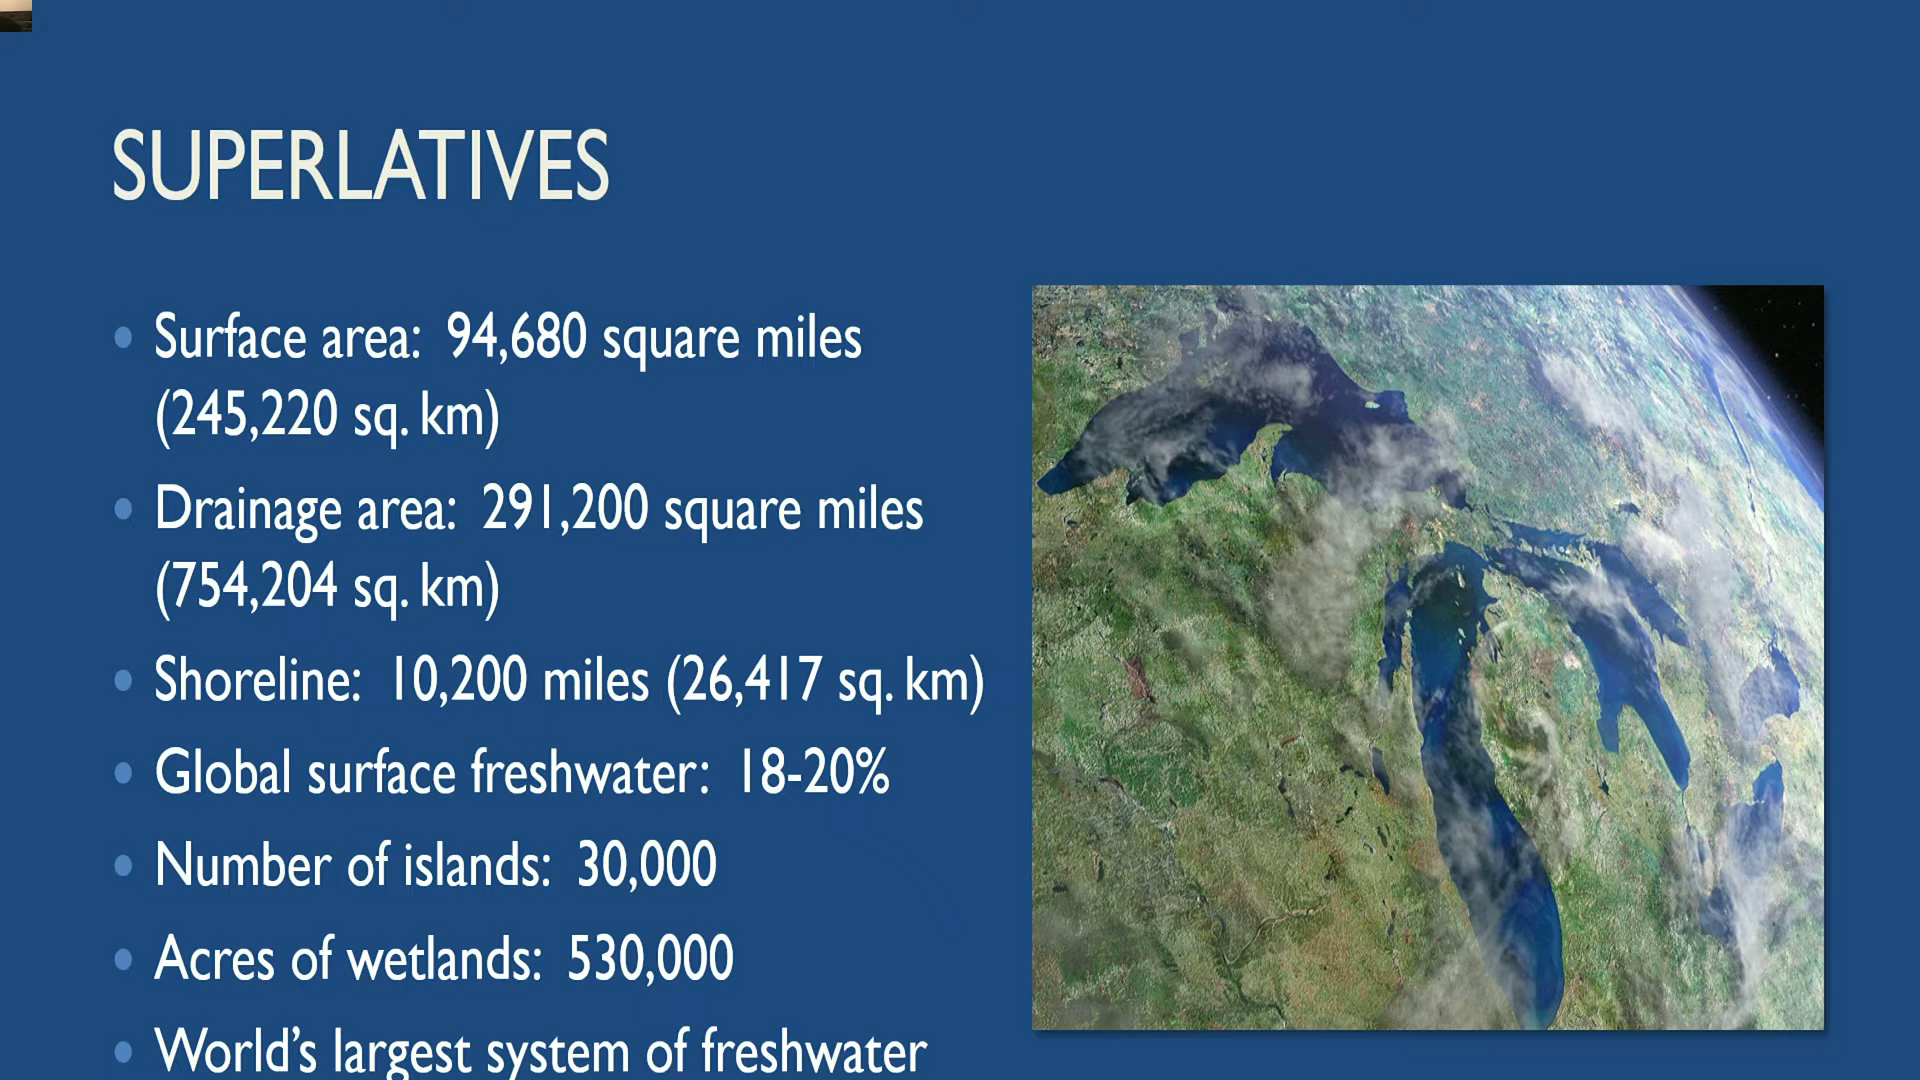 SUPERLATIVES
Surface area: 94,680 square miles
(245,220 sq. km)
Drainage area: 291,200 square miles
(754,204 sq. km)
Shoreline: 10,200 miles (26,417 sq. km)
Global surface freshwater: 18-20%
Number of islands: 30,000
Acres of wetlands: 530,000
World’s largest system of freshwater